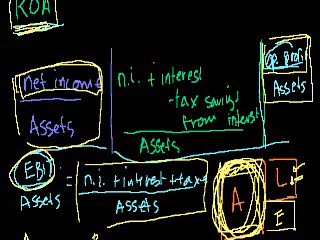 ROA
net income
Assets
n.i. + interest
- tax savings
from interest
Assets
op. profit
Assets
EBIT
Assets
=
n.i. + interest + taxes
Assets
A
L
E